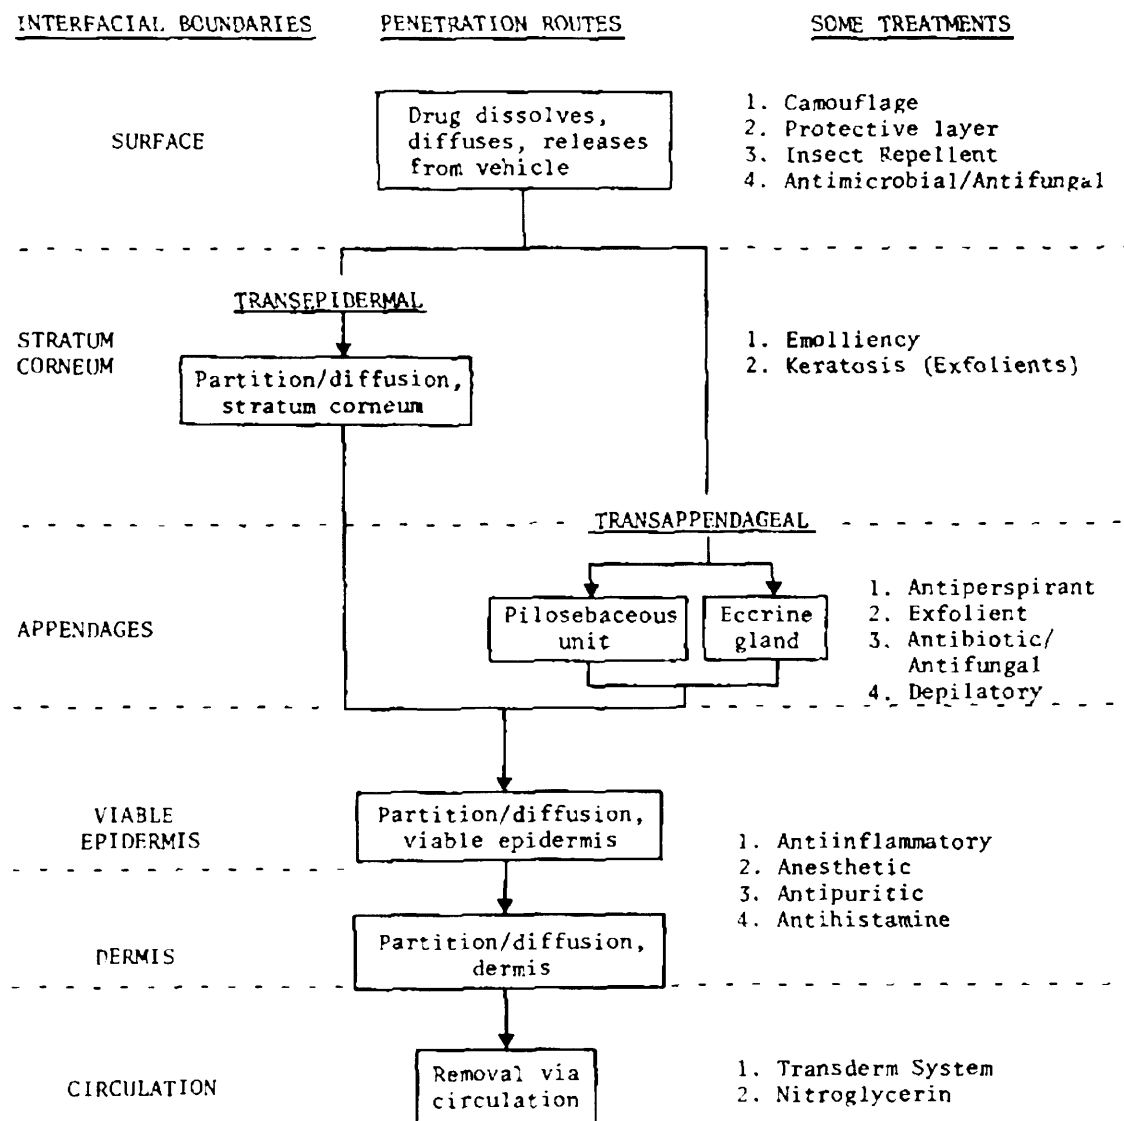 INTERFACIAL BOUNDARIES
PENETRATION ROUTES
SOME TREATMENTS
SURFACE
Drug dissolves,
diffuses, releases
from vehicle
1. Camouflage
2. Protective layer
3. Insect Repellent
4. Antimicrobial/Antifungal
STRATUM
CORNEUM
TRANSEPIDERMAL
Partition/diffusion,
stratum corneum
1. Emolliency
2. Keratosis (Exfolients)
TRANSAPPENDAGEAL
APPENDAGES
Pilosebaceous
unit
Eccrine
gland
1. Antiperspirant
2. Exfolient
3. Antibiotic/
Antifungal
4. Depilatory
VIABLE
EPIDERMIS
Partition/diffusion,
viable epidermis
1. Antiinflammatory
2. Anesthetic
3. Antipuritic
4. Antihistamine
DERMIS
Partition/diffusion,
dermis
CIRCULATION
Removal via
circulation
1. Transderm System
2. Nitroglycerin